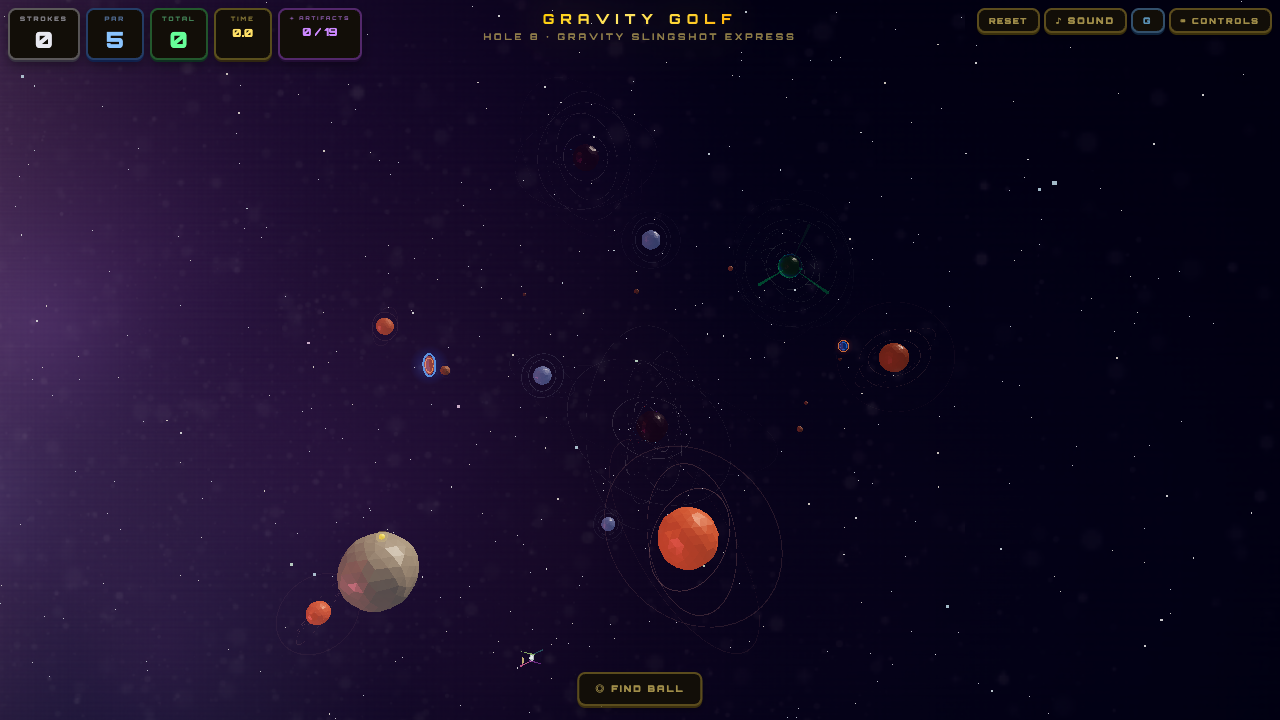 STROKES
0
PAR
5
TOTAL
0
TIME
0.0
✦ ARTIFACTS
0 / 19
GRAVITY GOLF
HOLE 8 · GRAVITY SLINGSHOT EXPRESS
RESET
♪ SOUND
G
≡ CONTROLS
◎ FIND BALL